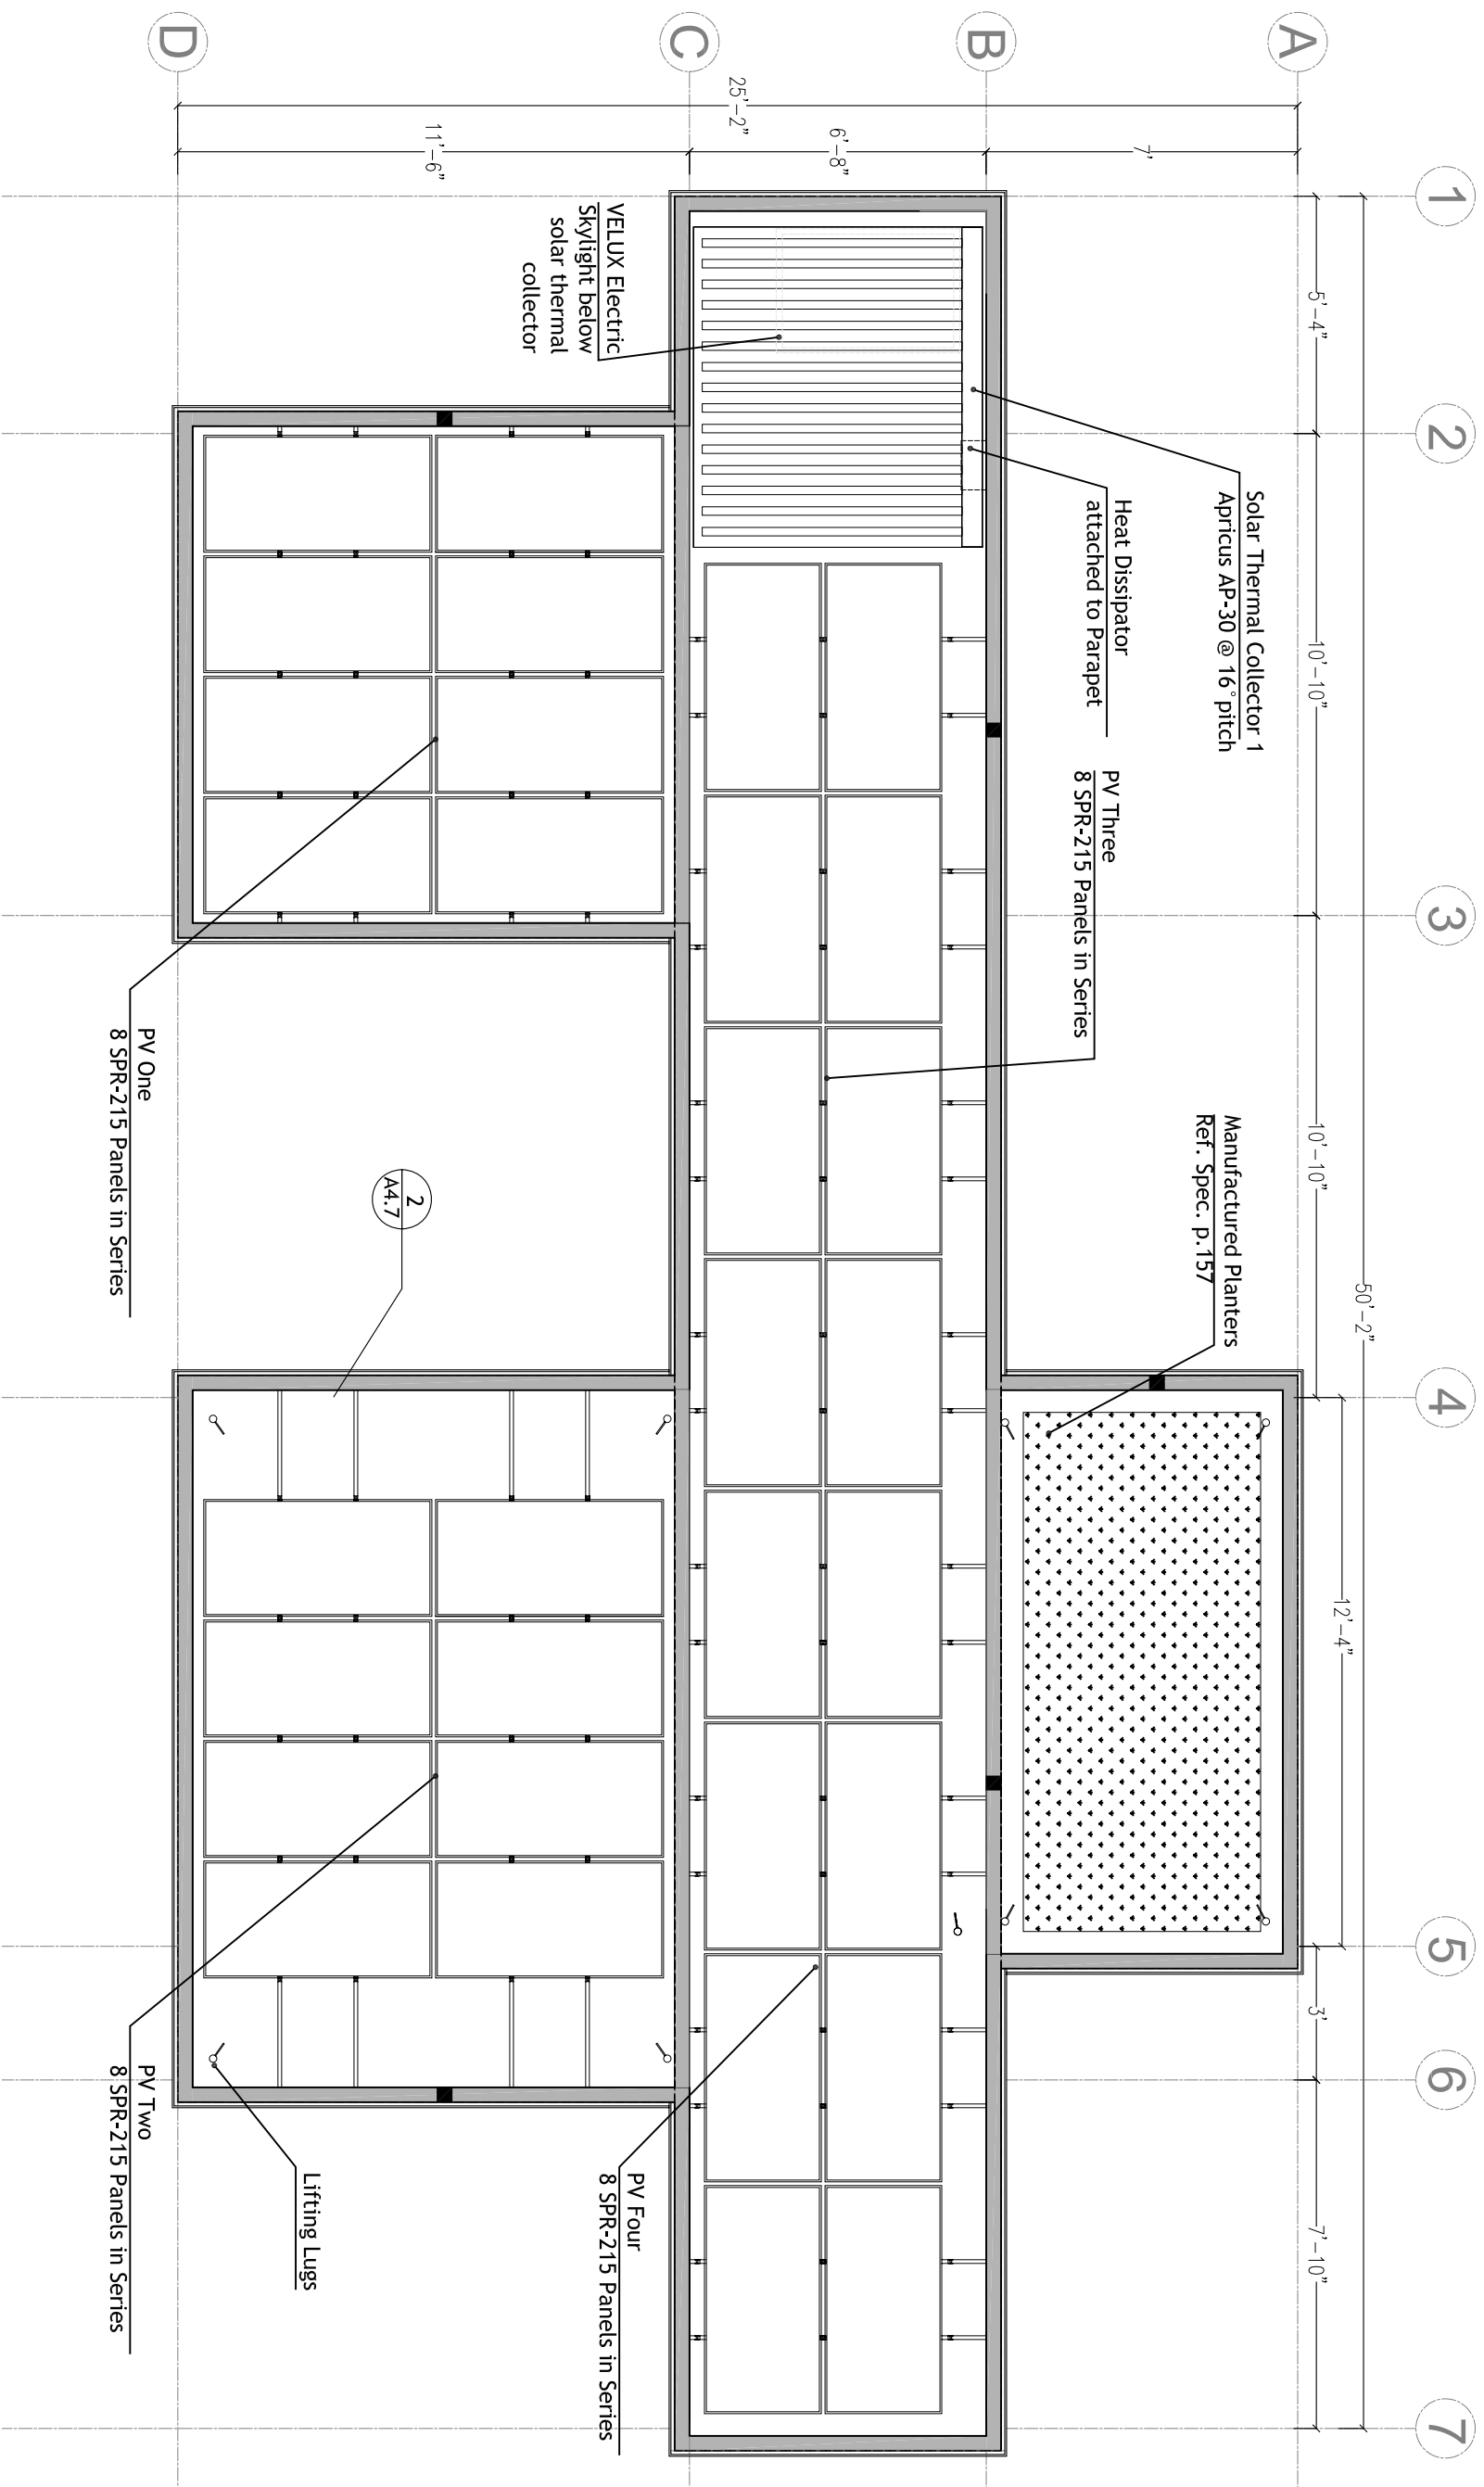 1
2
3
4
5
6
7
50'-2"
5'-4"
10'-10"
10'-10"
12'-4"
3'
7'-10"
A
B
C
D
25'-2"
7'
6'-8"
11'-6"
Solar Thermal Collector 1
Apricus AP-30 @ 16° pitch
Heat Dissipator
attached to Parapet
PV Three
8 SPR-215 Panels in Series
Manufactured Planters
Ref. Spec. p.157
VELUX Electric
Skylight below
solar thermal
collector
2
A4.7
PV One
8 SPR-215 Panels in Series
PV Two
8 SPR-215 Panels in Series
Lifting Lugs
PV Four
8 SPR-215 Panels in Series